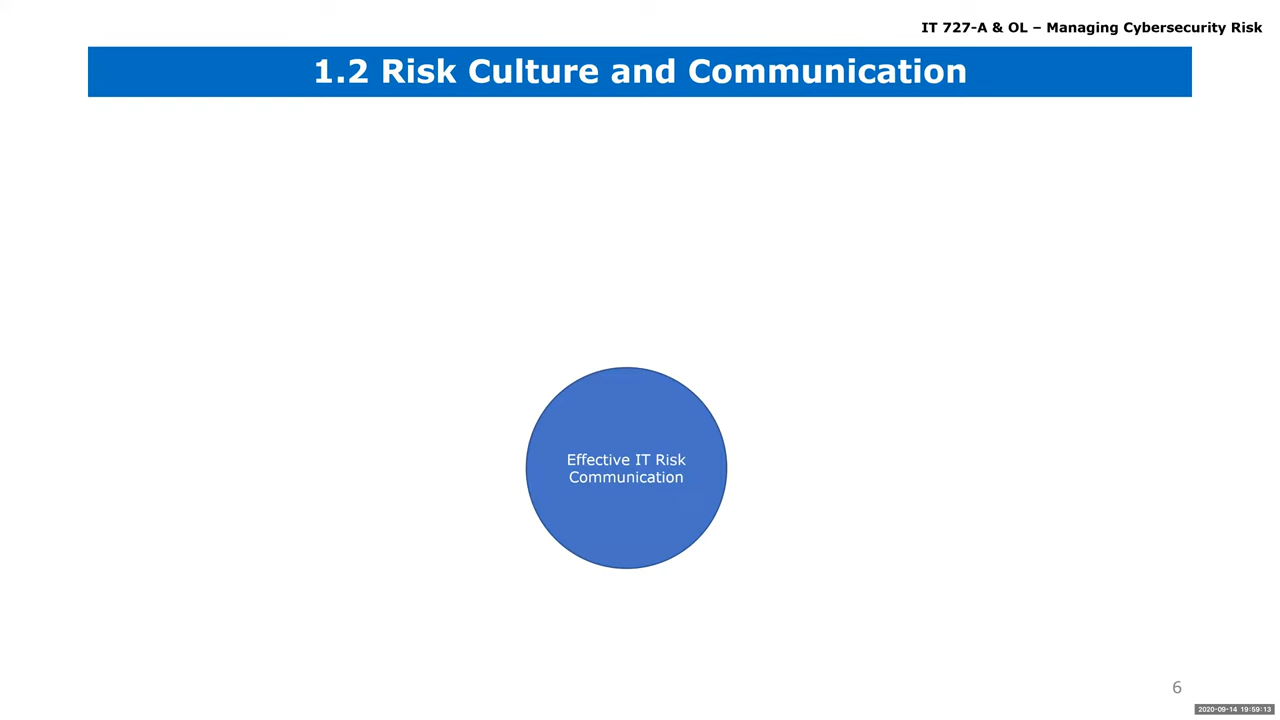 IT 727-A & OL – Managing Cybersecurity Risk
1.2 Risk Culture and Communication
Effective IT Risk
Communication
6
2020-09-14 19:59:13